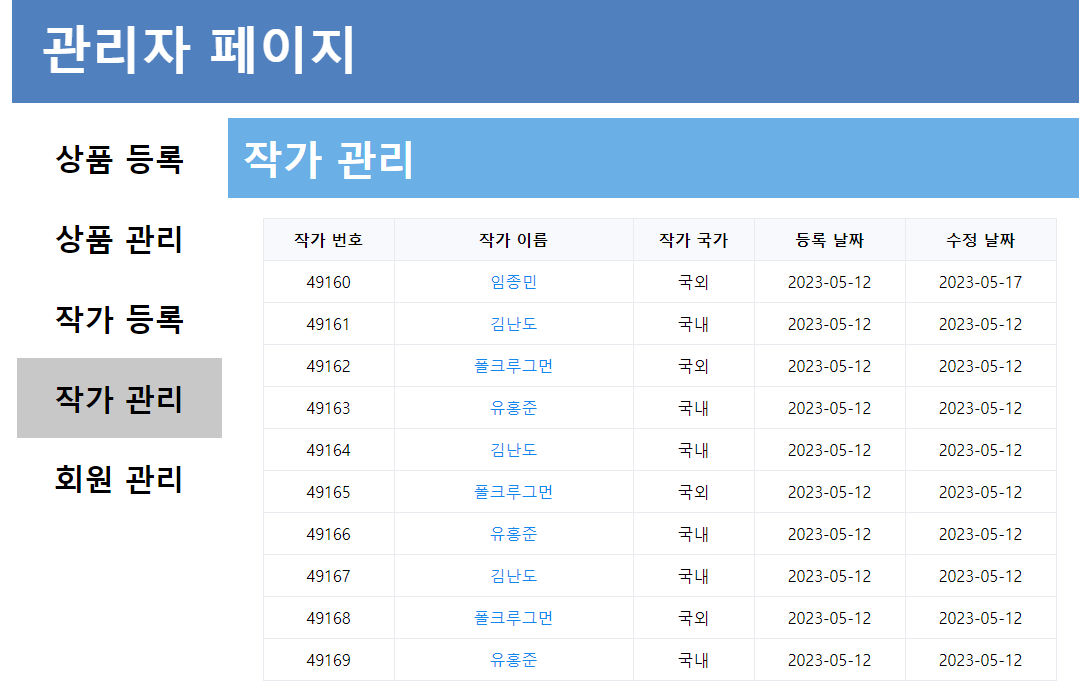 관리자 페이지
상품 등록
상품 관리
작가 등록
작가 관리
회원 관리
작가 관리
작가 번호 작가 이름 작가 국가 등록 날짜 수정 날짜
49160 임종민 국외 2023-05-12 2023-05-17
49161 김난도 국내 2023-05-12 2023-05-12
49162 폴크루그먼 국외 2023-05-12 2023-05-12
49163 유홍준 국내 2023-05-12 2023-05-12
49164 김난도 국내 2023-05-12 2023-05-12
49165 폴크루그먼 국외 2023-05-12 2023-05-12
49166 유홍준 국내 2023-05-12 2023-05-12
49167 김난도 국내 2023-05-12 2023-05-12
49168 폴크루그먼 국외 2023-05-12 2023-05-12
49169 유홍준 국내 2023-05-12 2023-05-12